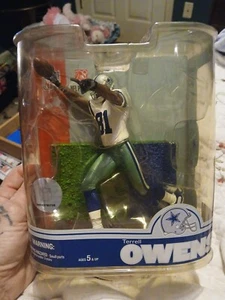 81
WARNING:
AGES 5 & UP
Terrell
OWENS